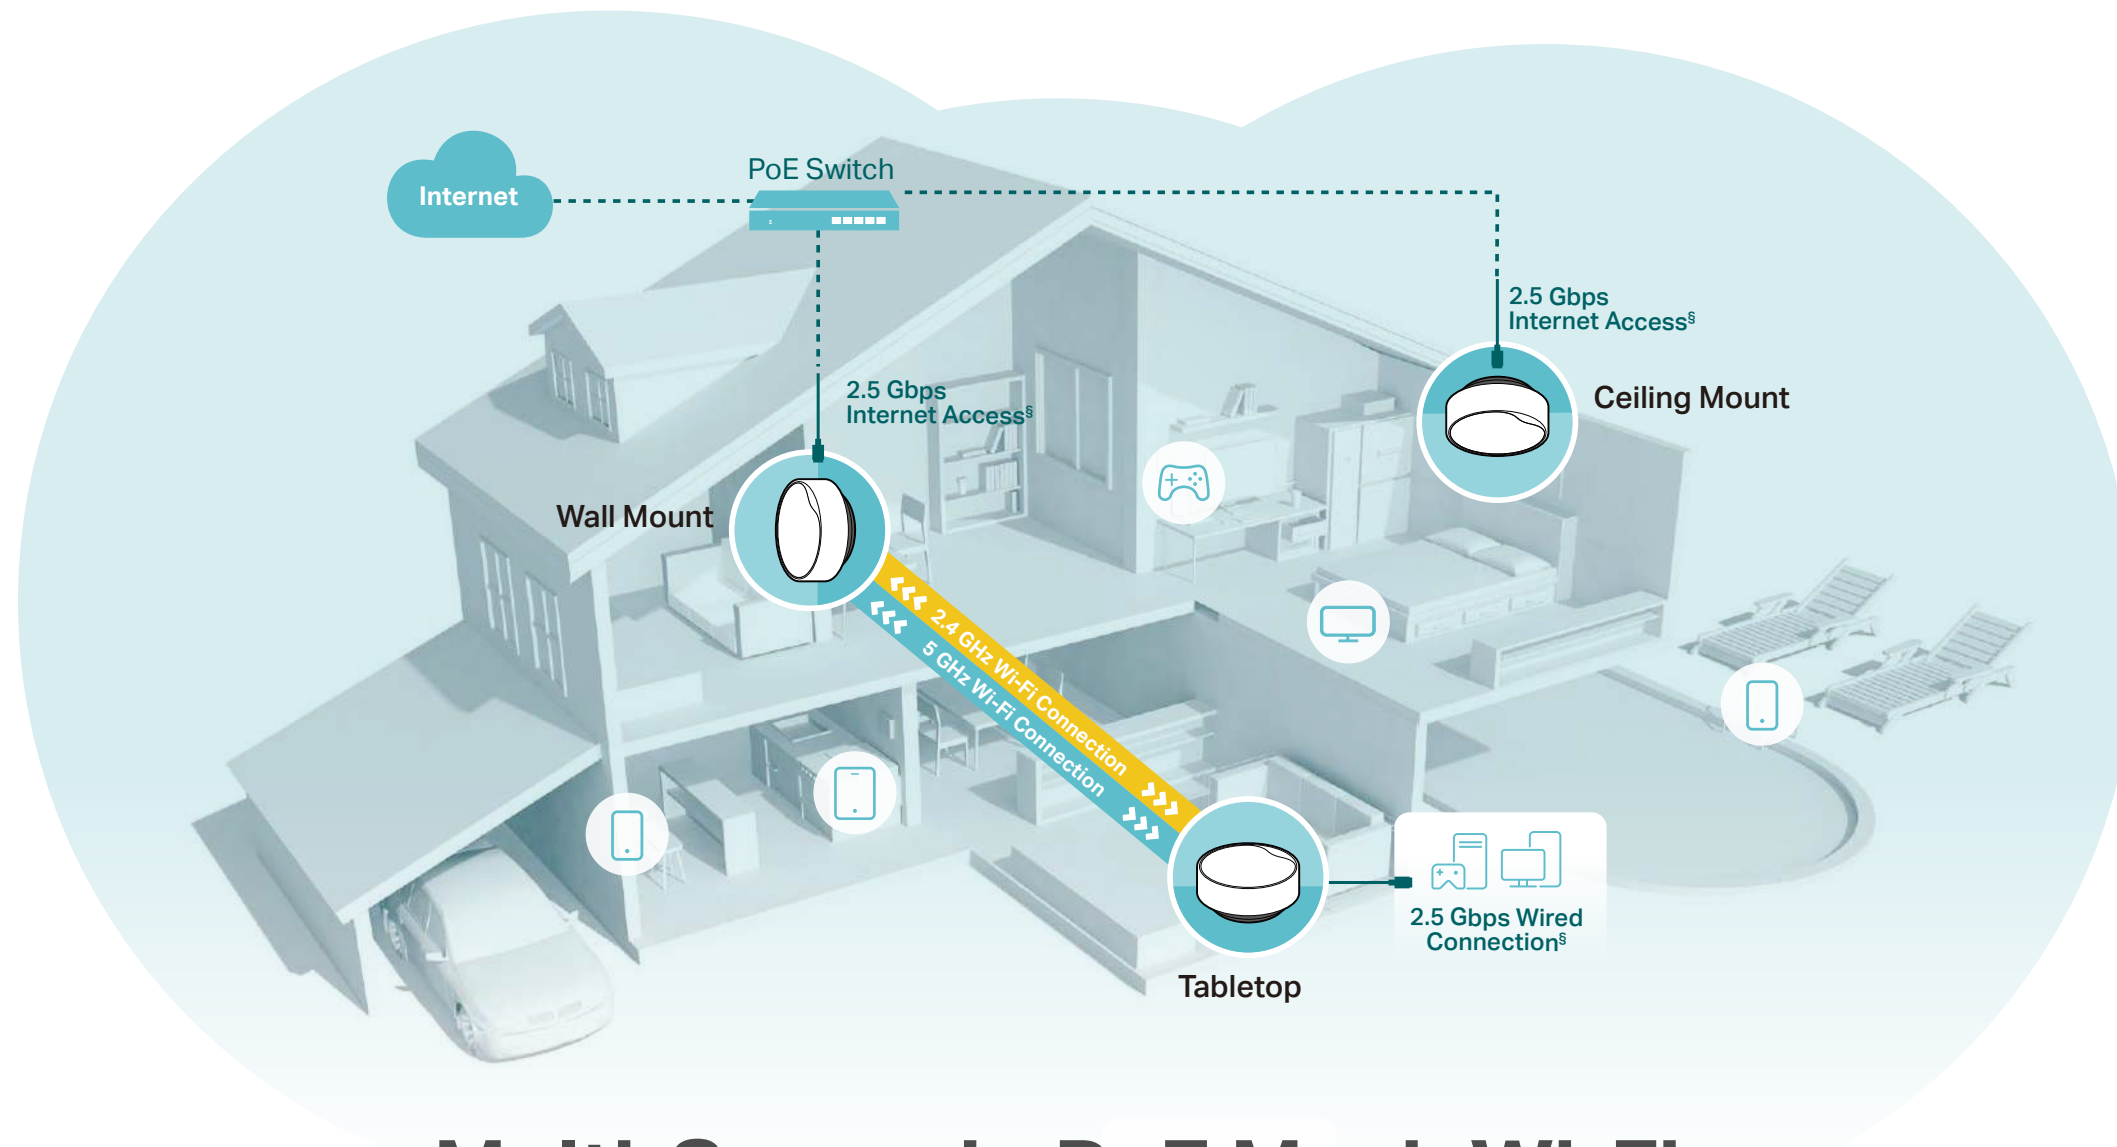 PoE Switch
Internet
2.5 Gbps
Internet Access§
2.5 Gbps
Internet Access§
Ceiling Mount
Wall Mount
2.4 GHz Wi-Fi Connection
5 GHz Wi-Fi Connection
2.5 Gbps Wired
Connection§
Tabletop